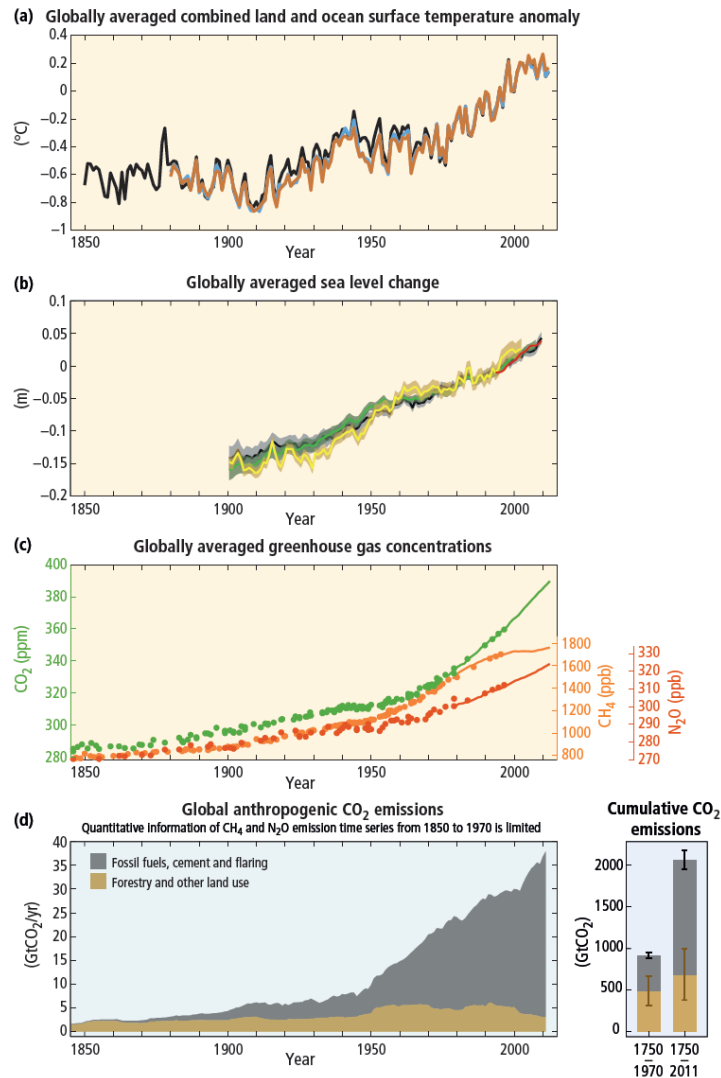 (a) Globally averaged combined land and ocean surface temperature anomaly
0.4
0.2
0
−0.2
−0.4
−0.6
−0.8
−1
(°C)
1850 1900 1950 2000
Year
(b) Globally averaged sea level change
0.1
0.05
0
−0.05
−0.1
−0.15
−0.2
(m)
1850 1900 1950 2000
Year
(c) Globally averaged greenhouse gas concentrations
400
380
360
340
320
300
280
CO2 (ppm)
1800
1600
1400
1200
1000
800
CH4 (ppb)
330
320
310
300
290
280
270
N2O (ppb)
1850 1900 1950 2000
Year
(d) Global anthropogenic CO2 emissions
Quantitative information of CH4 and N2O emission time series from 1850 to 1970 is limited
40
35
30
25
20
15
10
5
0
(GtCO2/yr)
Fossil fuels, cement and flaring
Forestry and other land use
1850 1900 1950 2000
Year
Cumulative CO2
emissions
2000
1500
1000
500
0
(GtCO2)
1750 1750
– –
1970 2011